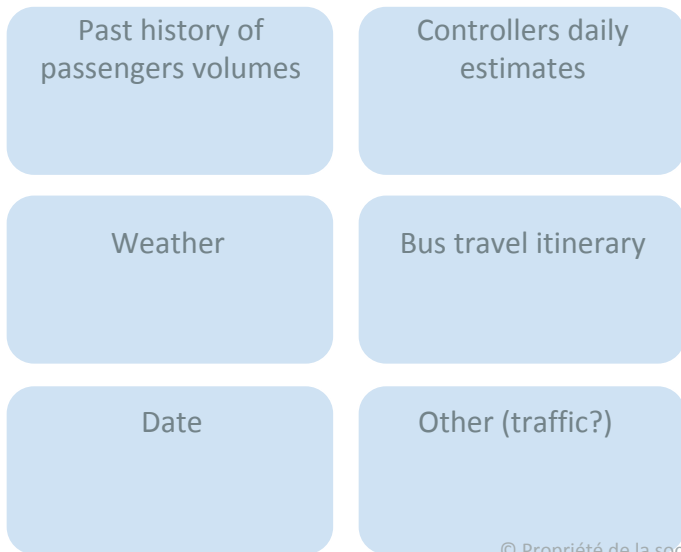 Past history of
passengers volumes
Controllers daily
estimates
Weather
Bus travel itinerary
Date
Other (traffic?)
© Propriété de la soc